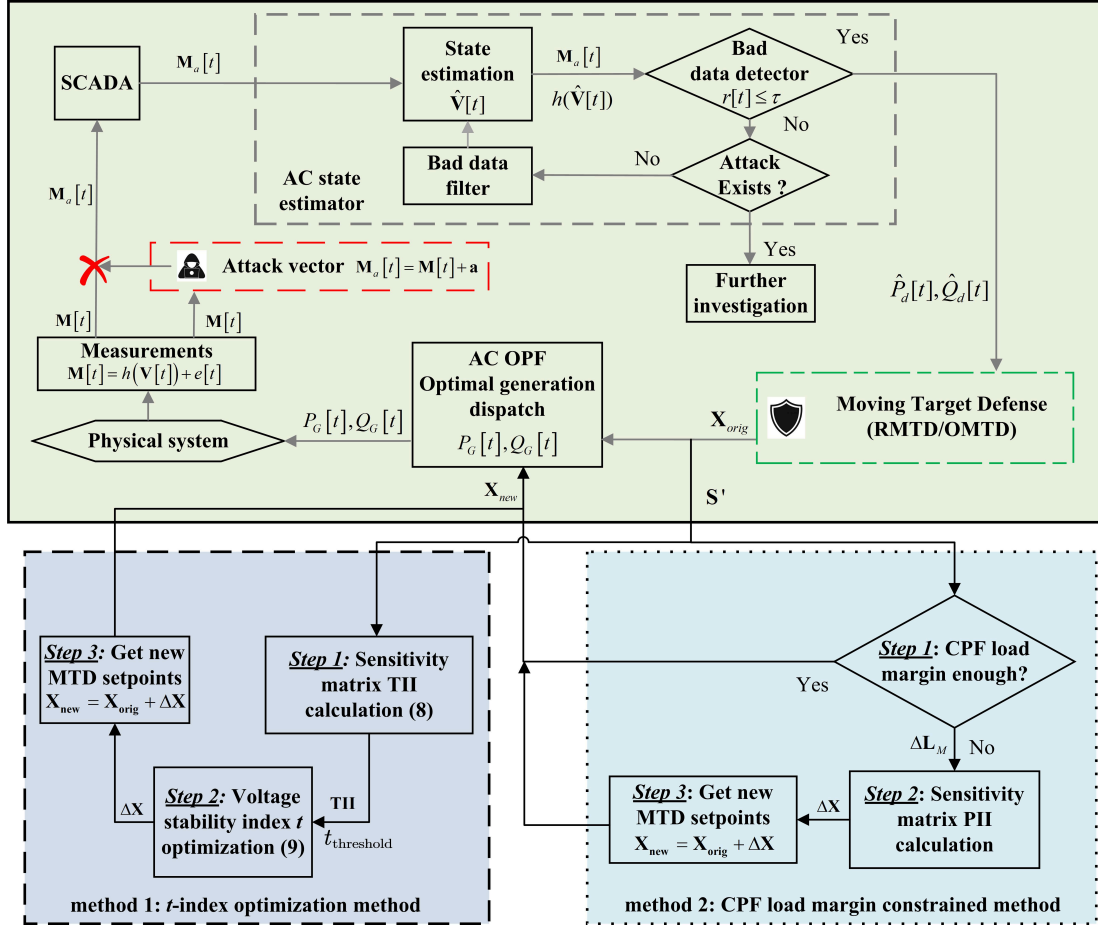 SCADA
M_a[t]
State
estimation
V̂[t]
M_a[t]
h(V̂[t])
Bad
data detector
r[t] ≤ τ
Yes
No
Bad data
filter
No
Attack
Exists ?
AC state
estimator
Yes
Further
investigation
M_a[t]
Attack vector M_a[t] = M[t] + a
M[t]
M[t]
Measurements
M[t] = h(V[t]) + e[t]
Physical system
P_G[t], Q_G[t]
AC OPF
Optimal generation
dispatch
P_G[t], Q_G[t]
P̂_d[t], Q̂_d[t]
X_orig
Moving Target Defense
(RMTD/OMTD)
X_new
S'
Step 3: Get new
MTD setpoints
X_new = X_orig + ΔX
Step 1: Sensitivity
matrix TII
calculation (8)
ΔX
Step 2: Voltage
stability index t
optimization (9)
TII
t_threshold
method 1: t-index optimization method
Step 1: CPF load
margin enough?
Yes
ΔL_M
No
Step 3: Get new
MTD setpoints
X_new = X_orig + ΔX
ΔX
Step 2: Sensitivity
matrix PII
calculation
method 2: CPF load margin constrained method